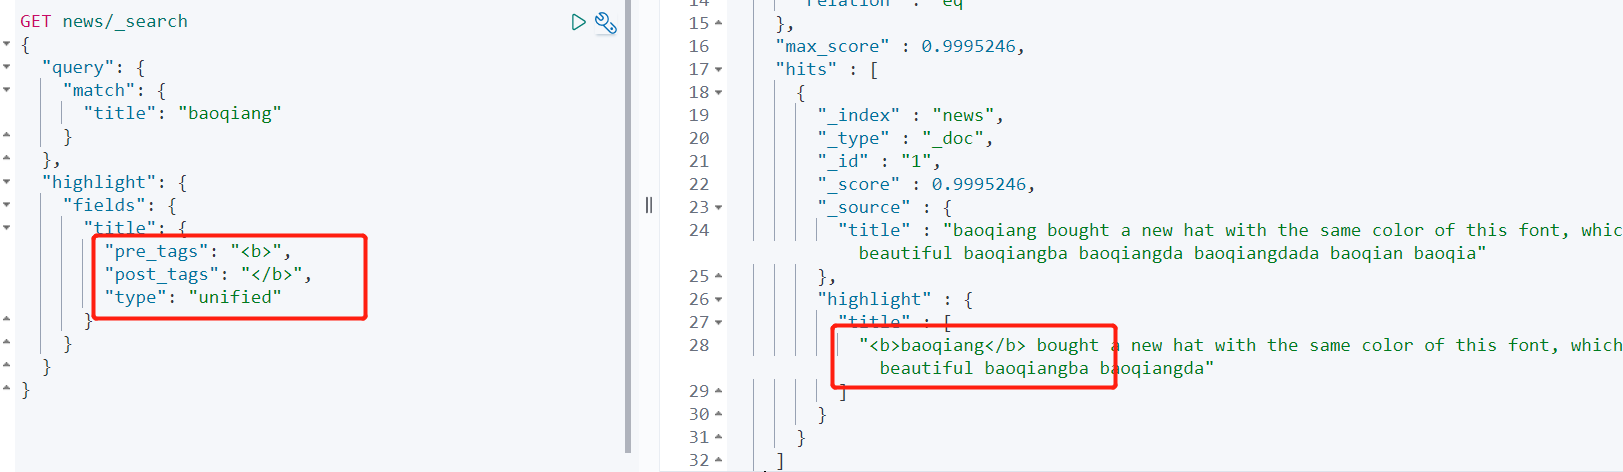 GET news/_search
{
"query": {
"match": {
"title": "baoqiang"
}
},
"highlight": {
"fields": {
"title": {
"pre_tags": "<b>",
"post_tags": "</b>",
"type": "unified"
}
}
}
}
14 "relation" : "eq"
15 },
16 "max_score" : 0.9995246,
17 "hits" : [
18 {
19 "_index" : "news",
20 "_type" : "_doc",
21 "_id" : "1",
22 "_score" : 0.9995246,
23 "_source" : {
24 "title" : "baoqiang bought a new hat with the same color of this font, which
beautiful baoqiangba baoqiangda baoqiangdada baoqian baoqia"
25 },
26 "highlight" : {
27 "title" : [
28 "<b>baoqiang</b> bought a new hat with the same color of this font, which
beautiful baoqiangba baoqiangda"
29 ]
30 }
31 }
32 ]